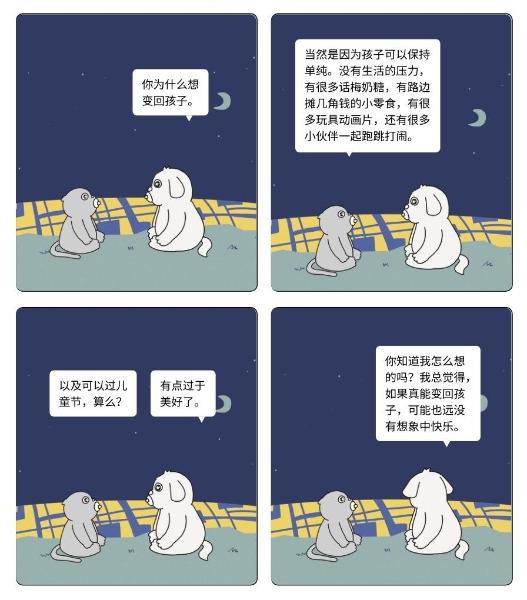 你为什么想
变回孩子。
当然是因为孩子可以保持
单纯。没有生活的压力，
有很多话梅奶糖，有路边
摊几角钱的小零食，有很
多玩具动画片，还有很多
小伙伴一起跑跳打闹。
以及可以过儿
童节，算么？
有点过于
美好了。
你知道我怎么想
的吗？我总觉得，
如果真能变回孩
子，可能也远没
有想象中快乐。